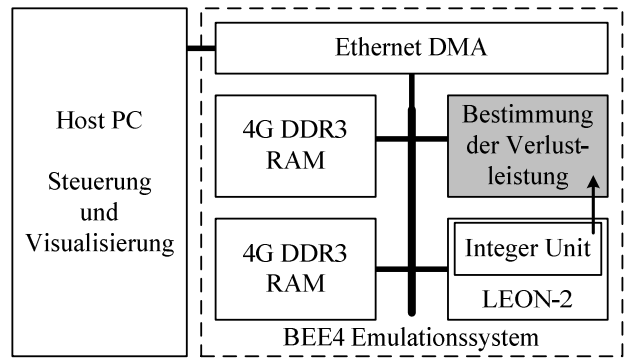 Host PC
Steuerung
und
Visualisierung
Ethernet DMA
4G DDR3
RAM
Bestimmung
der Verlust-
leistung
4G DDR3
RAM
Integer Unit
LEON-2
BEE4 Emulationssystem